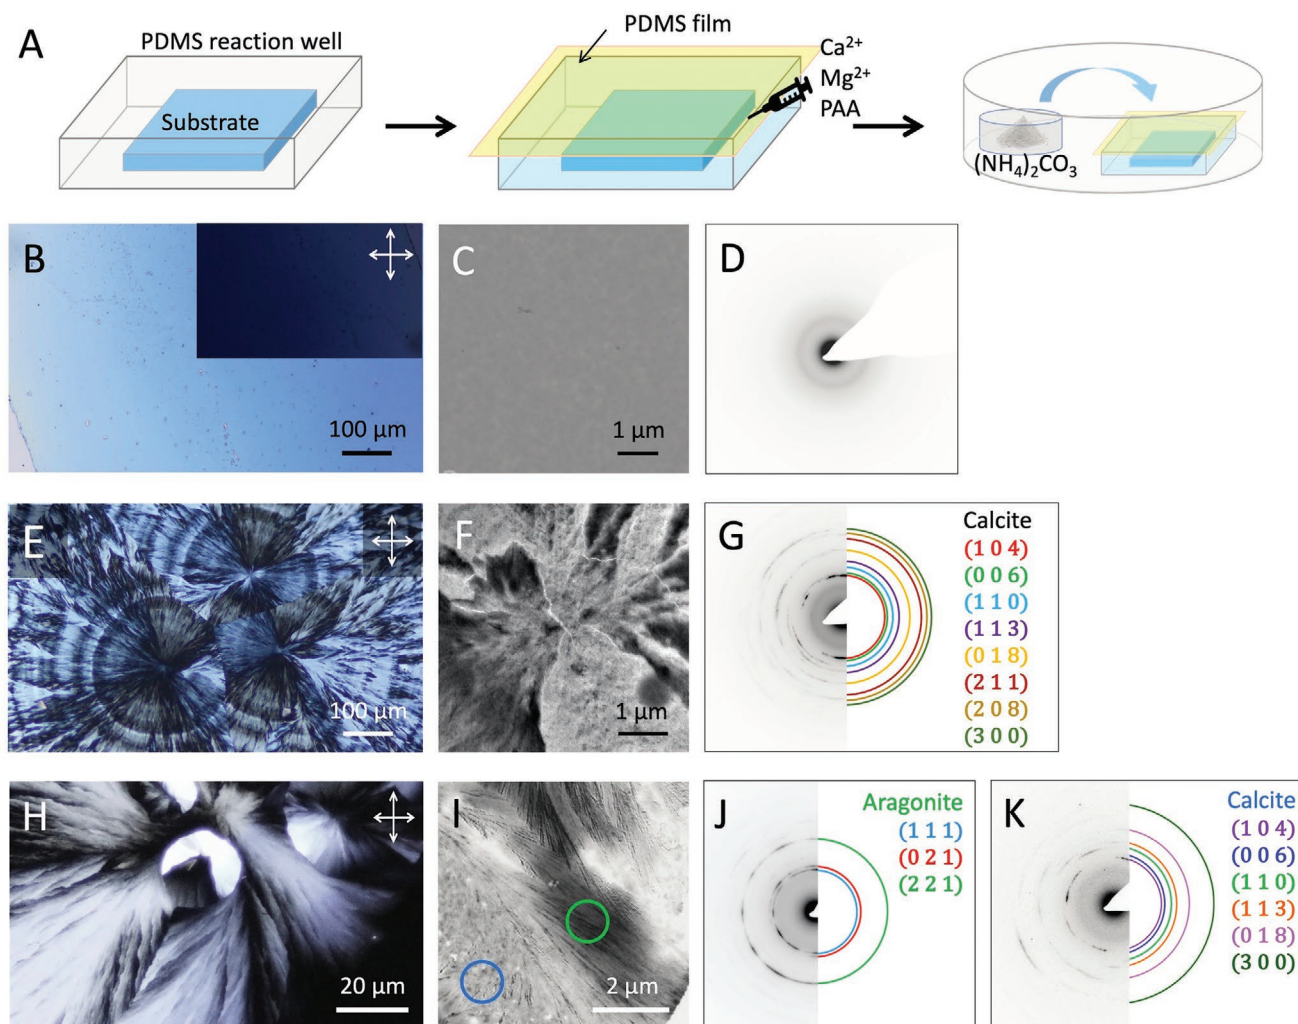 A
PDMS reaction well
Substrate
PDMS film
Ca²⁺
Mg²⁺
PAA
(NH₄)₂CO₃
B
100 µm
C
1 µm
D
E
100 µm
F
1 µm
G
Calcite
(1 0 4)
(0 0 6)
(1 1 0)
(1 1 3)
(0 1 8)
(2 1 1)
(2 0 8)
(3 0 0)
H
20 µm
I
2 µm
J
Aragonite
(1 1 1)
(0 2 1)
(2 2 1)
K
Calcite
(1 0 4)
(0 0 6)
(1 1 0)
(1 1 3)
(0 1 8)
(3 0 0)